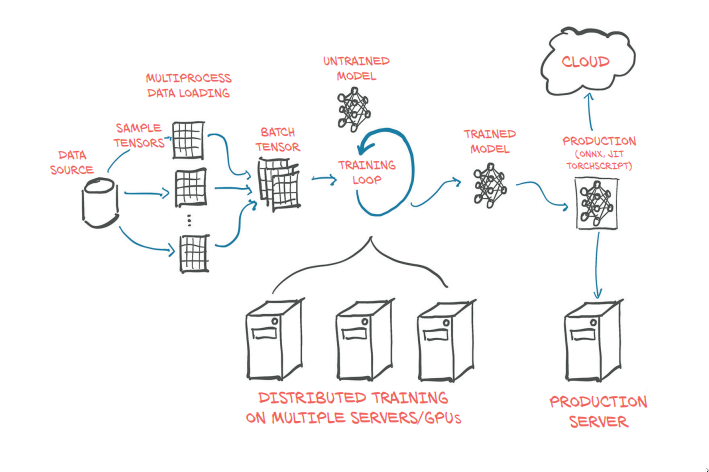 MULTIPROCESS
DATA LOADING
UNTRAINED
MODEL
CLOUD
DATA
SOURCE
SAMPLE
TENSORS
BATCH
TENSOR
TRAINING
LOOP
TRAINED
MODEL
PRODUCTION
(ONNX, JIT
TORCHSCRIPT)
...
DISTRIBUTED TRAINING
ON MULTIPLE SERVERS/GPUs
PRODUCTION
SERVER